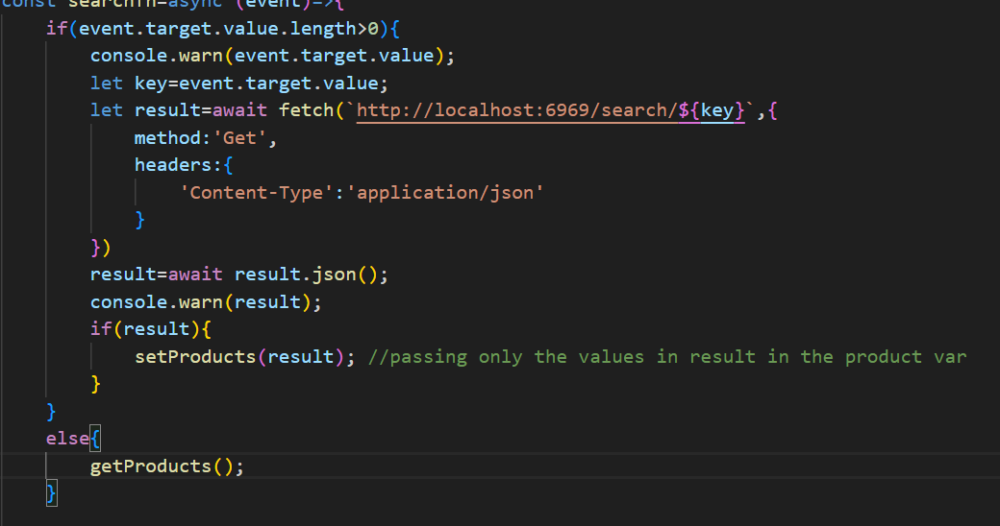 const searchfn=async (event)=>{
if(event.target.value.length>0){
console.warn(event.target.value);
let key=event.target.value;
let result=await fetch(`http://localhost:6969/search/${key}`,{
method:'Get',
headers:{
'Content-Type':'application/json'
}
})
result=await result.json();
console.warn(result);
if(result){
setProducts(result); //passing only the values in result in the product var
}
}
else{
getProducts();
}